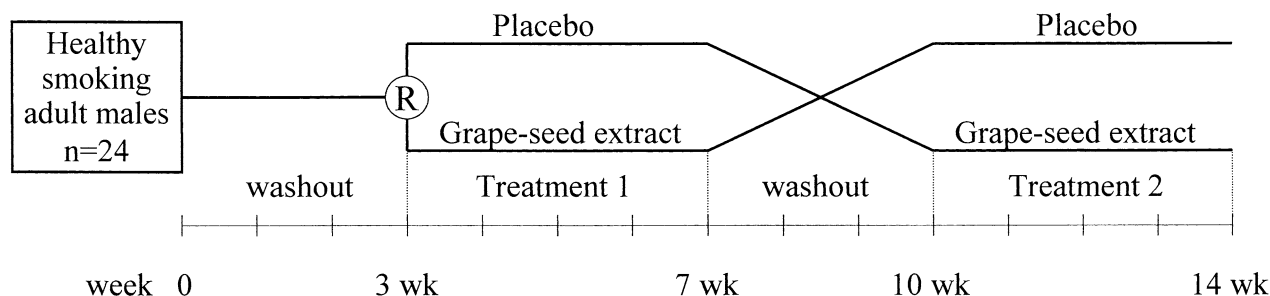 Healthy
smoking
adult males
n=24
R
Placebo
Placebo
Grape-seed extract
Grape-seed extract
washout
Treatment 1
washout
Treatment 2
week 0 3 wk 7 wk 10 wk 14 wk